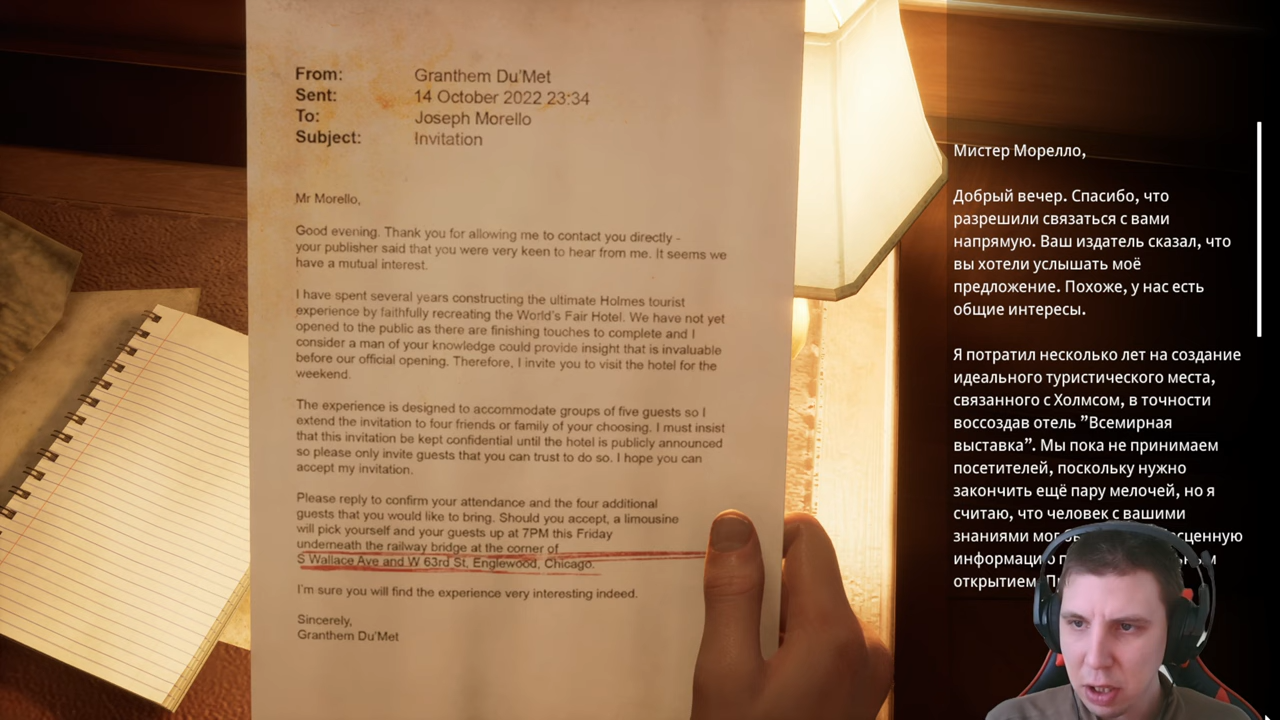 From: Granthem Du'Met
Sent: 14 October 2022 23:34
To: Joseph Morello
Subject: Invitation
Mr Morello,
Good evening. Thank you for allowing me to contact you directly -
your publisher said that you were very keen to hear from me. It seems we
have a mutual interest.
I have spent several years constructing the ultimate Holmes tourist
experience by faithfully recreating the World's Fair Hotel. We have not yet
opened to the public as there are finishing touches to complete and I
consider a man of your knowledge could provide insight that is invaluable
before our official opening. Therefore, I invite you to visit the hotel for the
weekend.
The experience is designed to accommodate groups of five guests so I
extend the invitation to four friends or family of your choosing. I must insist
that this invitation be kept confidential until the hotel is publicly announced
so please only invite guests that you can trust to do so. I hope you can
accept my invitation.
Please reply to confirm your attendance and the four additional
guests that you would like to bring. Should you accept, a limousine
will pick yourself and your guests up at 7PM this Friday
underneath the railway bridge at the corner of
S Wallace Ave and W 63rd St, Englewood, Chicago.
I'm sure you will find the experience very interesting indeed.
Sincerely,
Granthem Du'Met
Мистер Морелло,
Добрый вечер. Спасибо, что
разрешили связаться с вами
напрямую. Ваш издатель сказал, что
вы хотели услышать моё
предложение. Похоже, у нас есть
общие интересы.
Я потратил несколько лет на создание
идеального туристического места,
связанного с Холмсом, в точности
воссоздав отель ”Всемирная
выставка”. Мы пока не принимаем
посетителей, поскольку нужно
закончить ещё пару мелочей, но я
считаю, что человек с вашими
знаниями
открытием